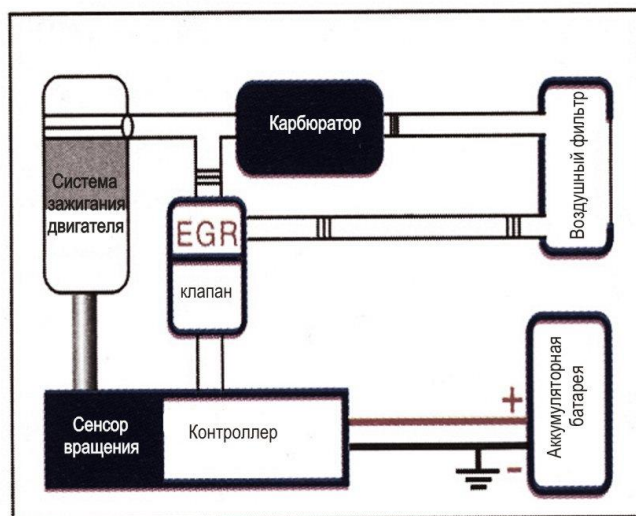 Карбюратор
Воздушный фильтр
Система
зажигания
двигателя
EGR
клапан
Сенсор
вращения
Контроллер
+
-
Аккумуляторная
батарея